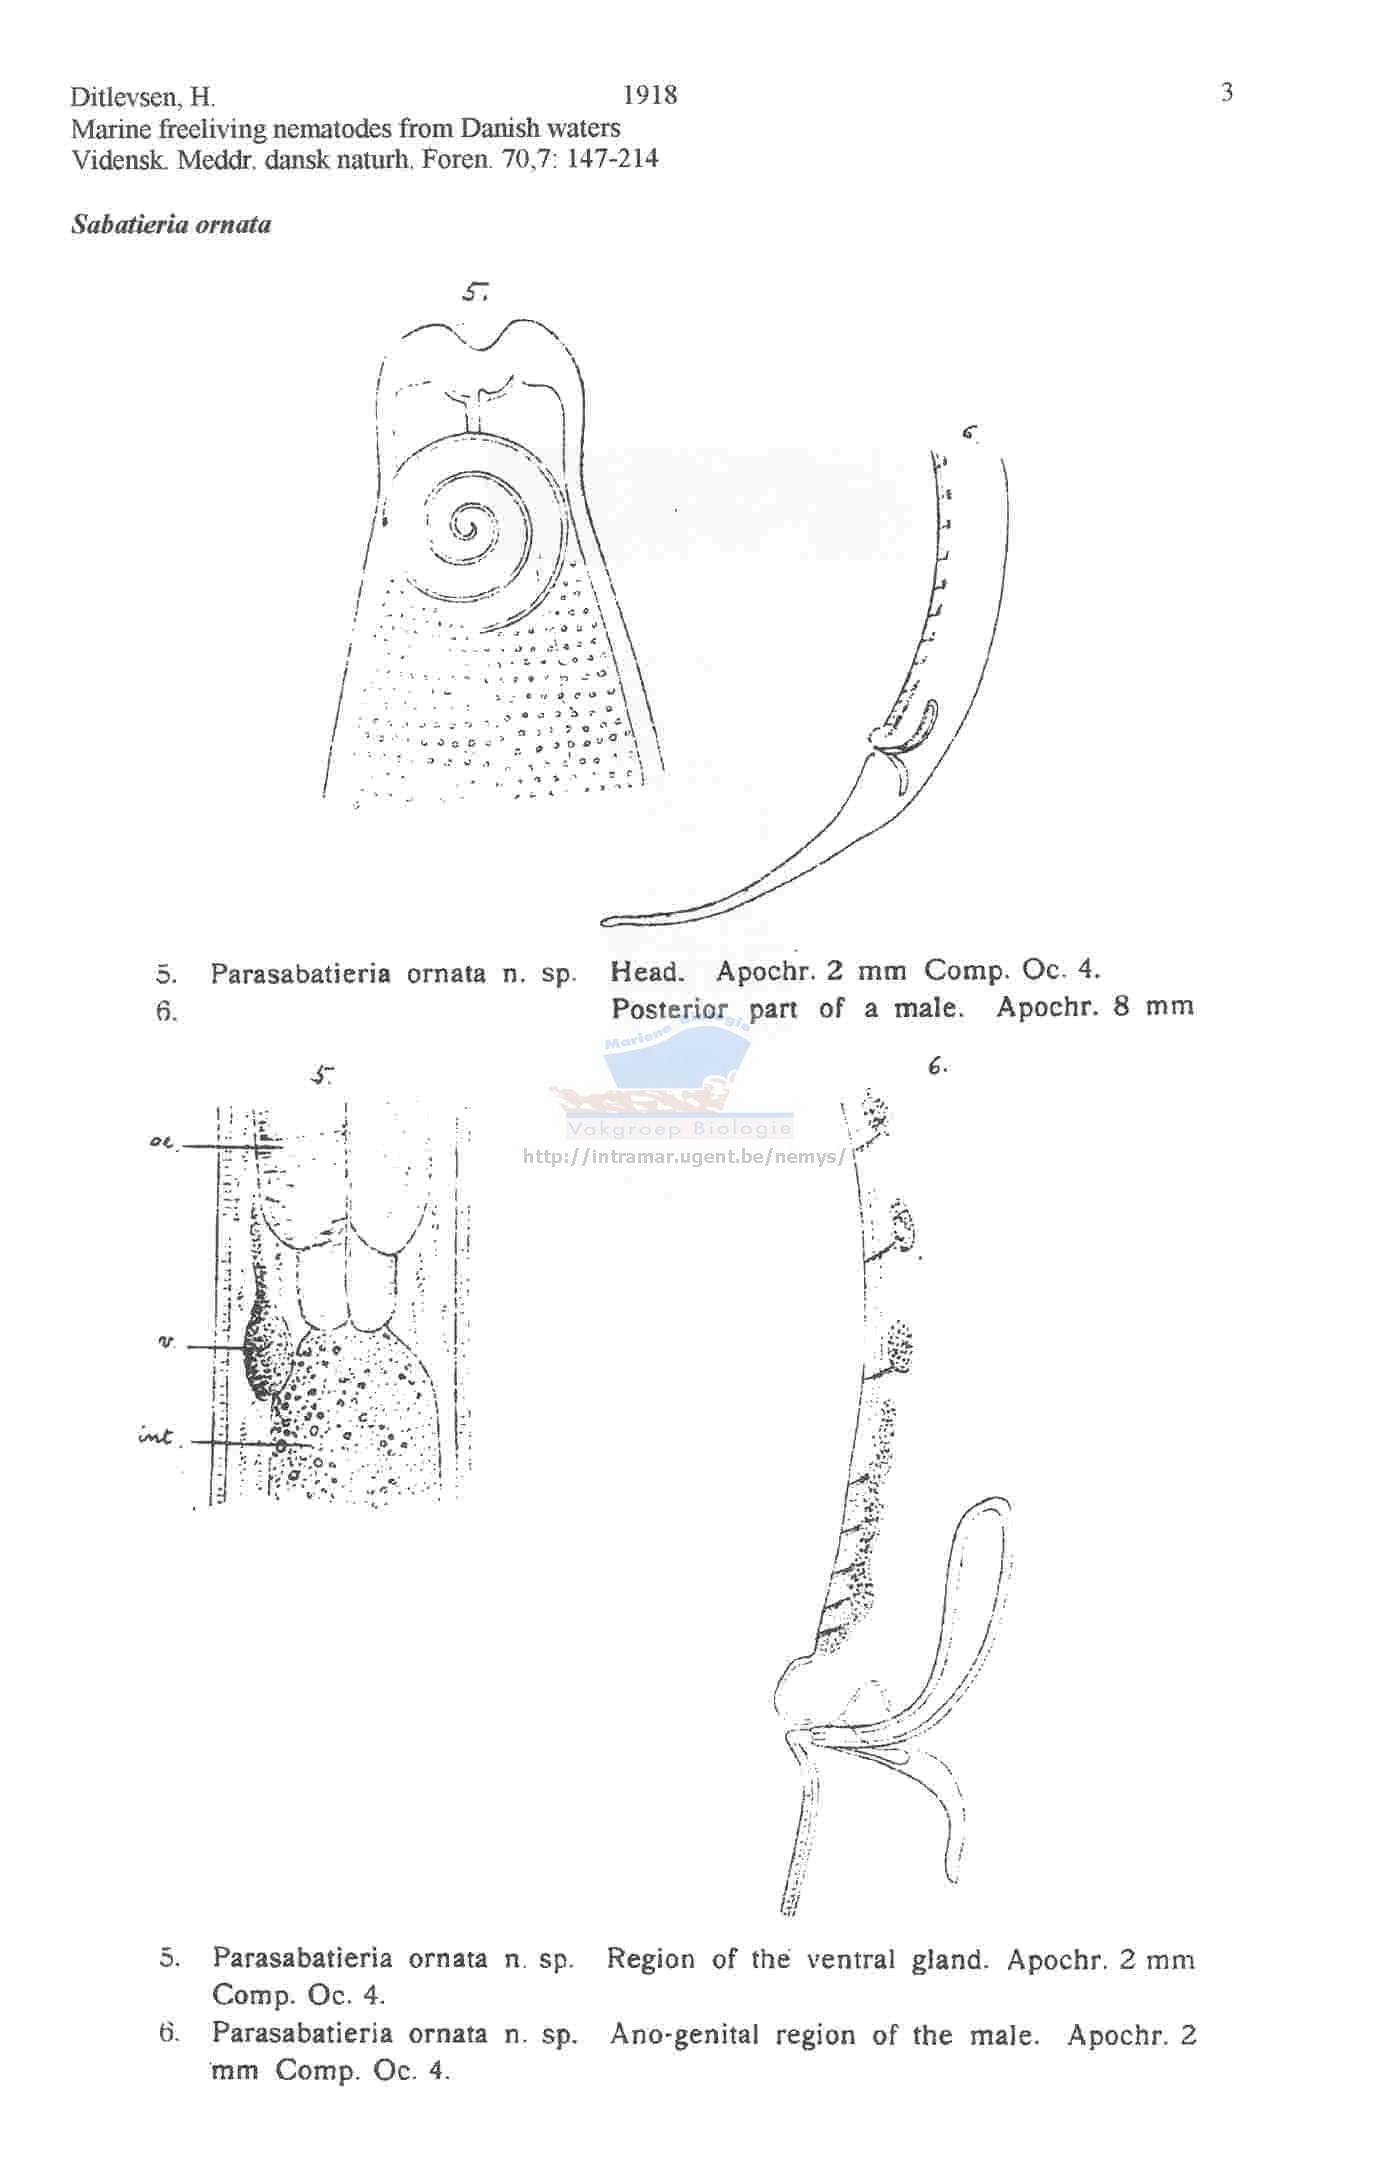 Ditlevsen, H. 1918 3
Marine freeliving nematodes from Danish waters
Vidensk. Meddr. dansk naturh. Foren. 70,7: 147-214
Sabatieria ornata
5.
6.
5. Parasabatieria ornata n. sp. Head. Apochr. 2 mm Comp. Oc. 4.
6. Posterior part of a male. Apochr. 8 mm
Mariene Biologie
Vakgroep Biologie
http://intramar.ugent.be/nemys/
5.
6.
oe.
v.
int.
5. Parasabatieria ornata n. sp. Region of the ventral gland. Apochr. 2 mm
Comp. Oc. 4.
6. Parasabatieria ornata n. sp. Ano-genital region of the male. Apochr. 2
mm Comp. Oc. 4.